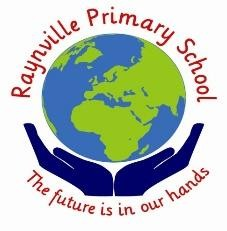 Raynville Primary School
The future is in our hands